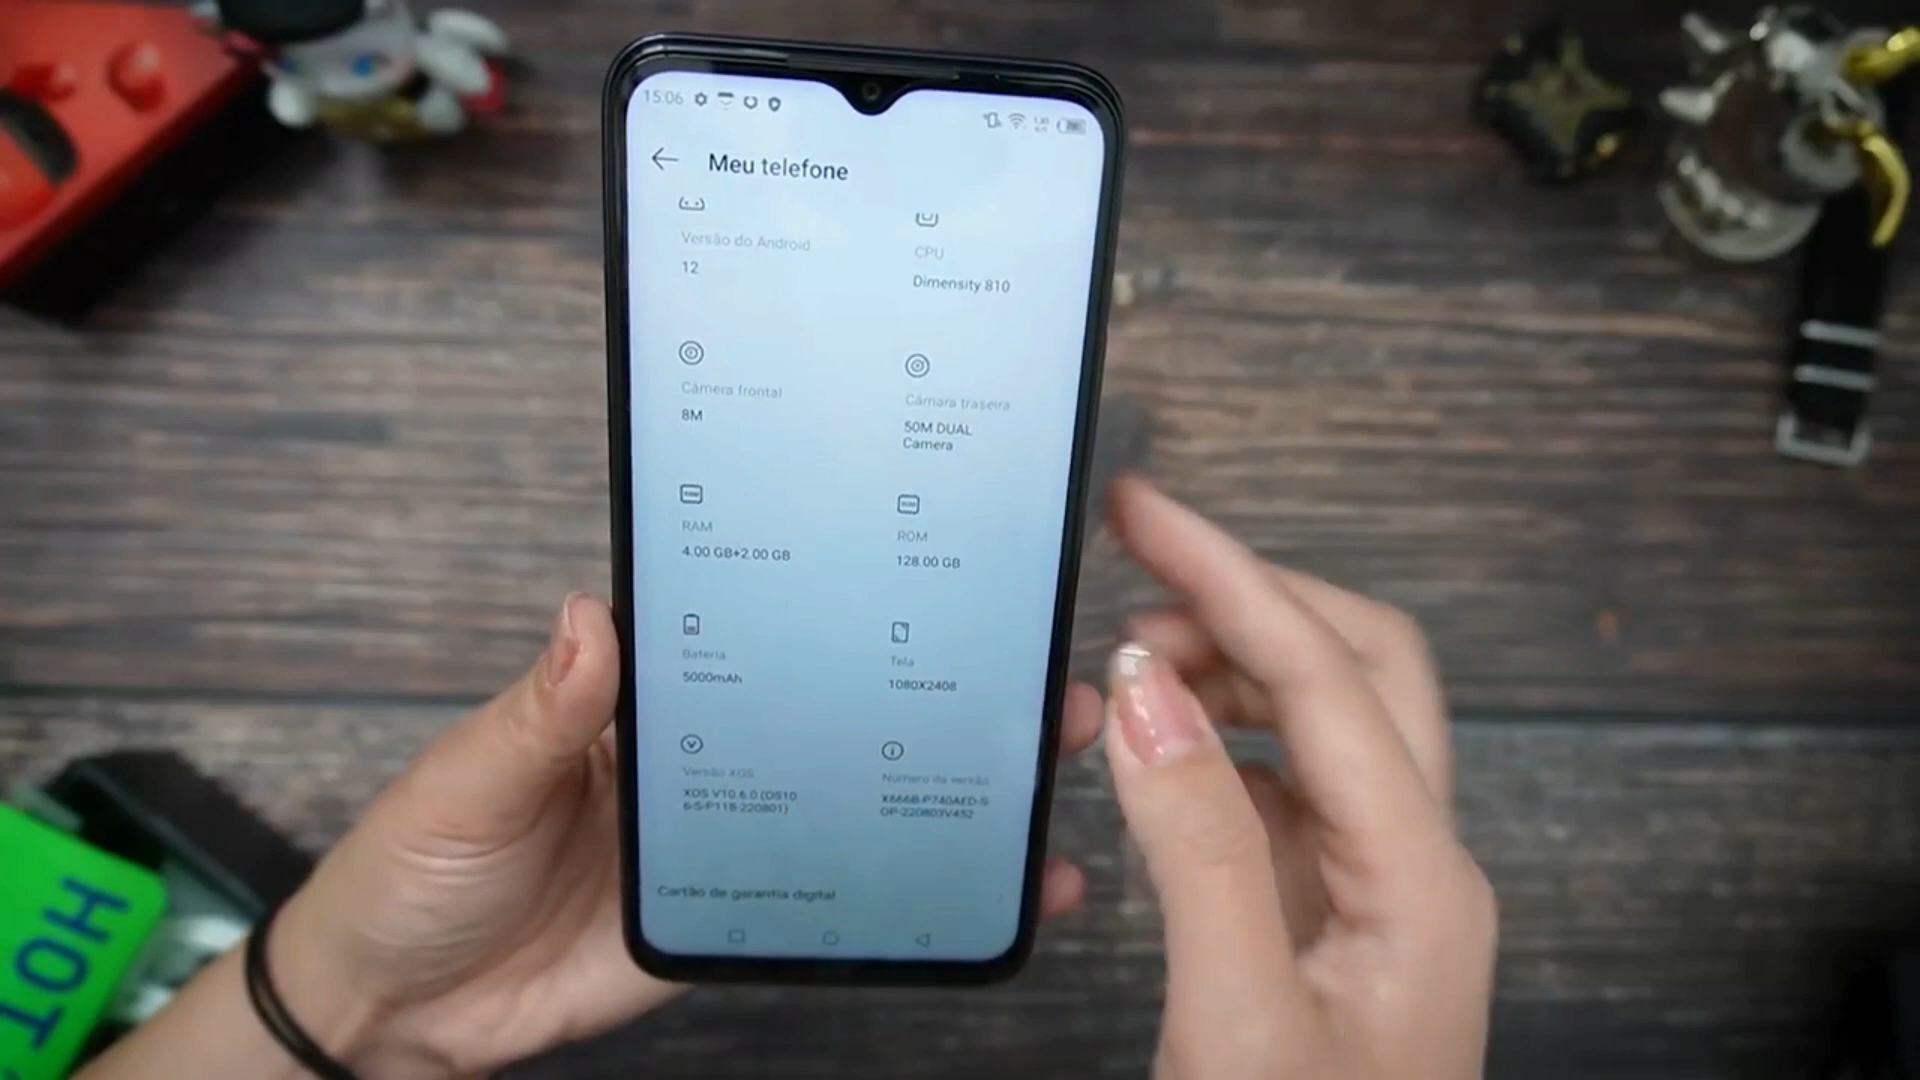 15:06
Meu telefone
Versão do Android
12
CPU
Dimensity 810
Câmera frontal
8M
Câmara traseira
50M DUAL
Camera
RAM
4.00 GB+2.00 GB
ROM
128.00 GB
Bateria
5000mAh
Tela
1080X2408
Versão XOS
XOS V10.6.0 (OS10
6-S-P118-220801)
Número da versão
X666B-P740AED-S
OP-220803V452
Cartão de garantia digital
HOT 10